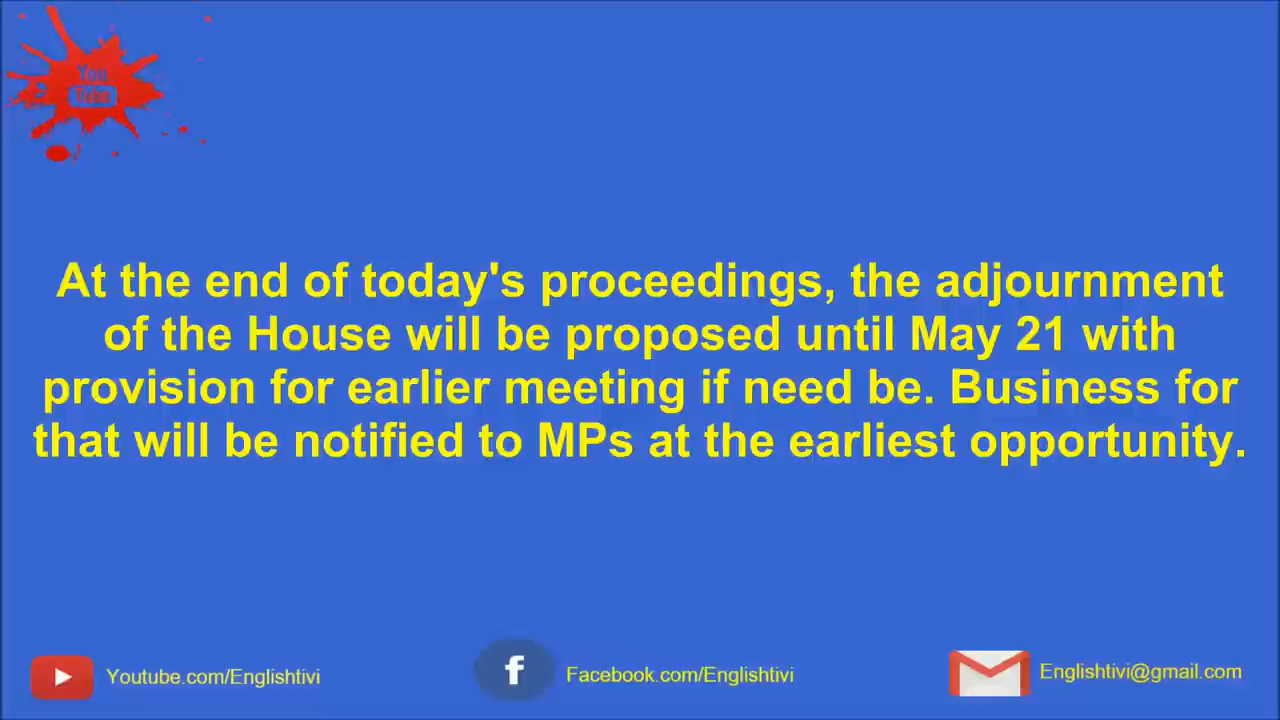 You
Tube
At the end of today's proceedings, the adjournment
of the House will be proposed until May 21 with
provision for earlier meeting if need be. Business for
that will be notified to MPs at the earliest opportunity.
Youtube.com/Englishtivi
f
Facebook.com/Englishtivi
Englishtivi@gmail.com